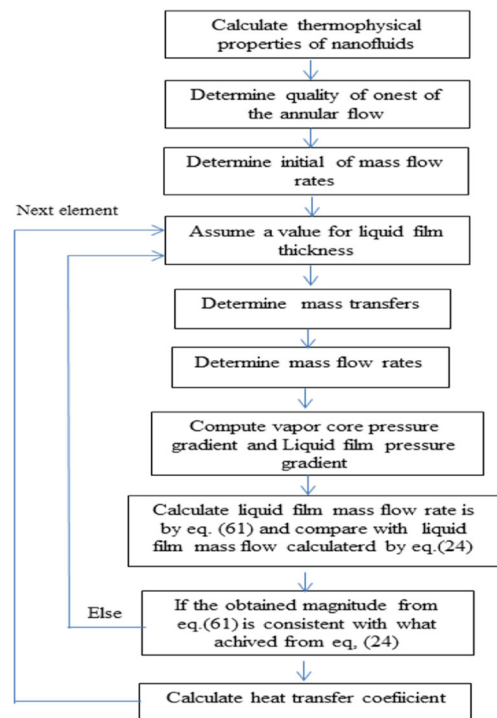 Calculate thermophysical
properties of nanofluids
Determine quality of onest of
the annular flow
Determine initial of mass flow
rates
Next element
Assume a value for liquid film
thickness
Determine mass transfers
Determine mass flow rates
Compute vapor core pressure
gradient and Liquid film pressure
gradient
Calculate liquid film mass flow rate is
by eq. (61) and compare with liquid
film mass flow calculaterd by eq.(24)
Else
If the obtained magnitude from
eq.(61) is consistent with what
achived from eq, (24)
Calculate heat transfer coefiicient